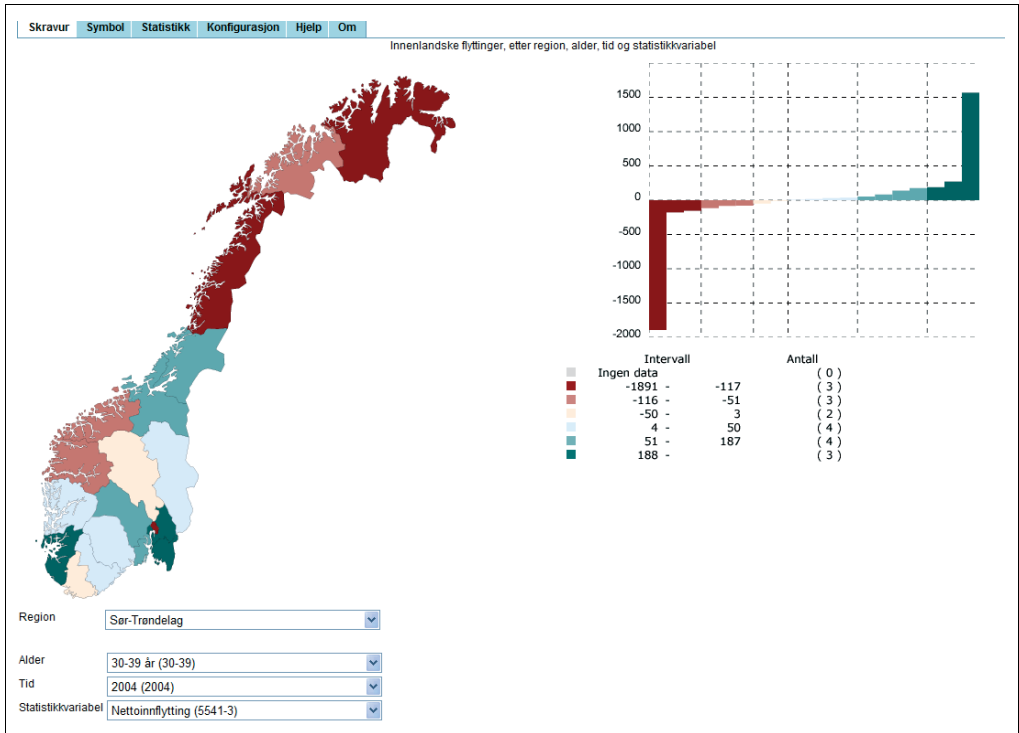 Skravur Symbol Statistikk Konfigurasjon Hjelp Om
Innenlandske flyttinger, etter region, alder, tid og statistikkvariabel
1500
1000
500
0
-500
-1000
-1500
-2000
Intervall Antall
Ingen data ( 0 )
-1891 - -117 ( 3 )
-116 - -51 ( 3 )
-50 - 3 ( 2 )
4 - 50 ( 4 )
51 - 187 ( 4 )
188 - ( 3 )
Region Sør-Trøndelag
Alder 30-39 år (30-39)
Tid 2004 (2004)
Statistikkvariabel Nettoinnflytting (5541-3)